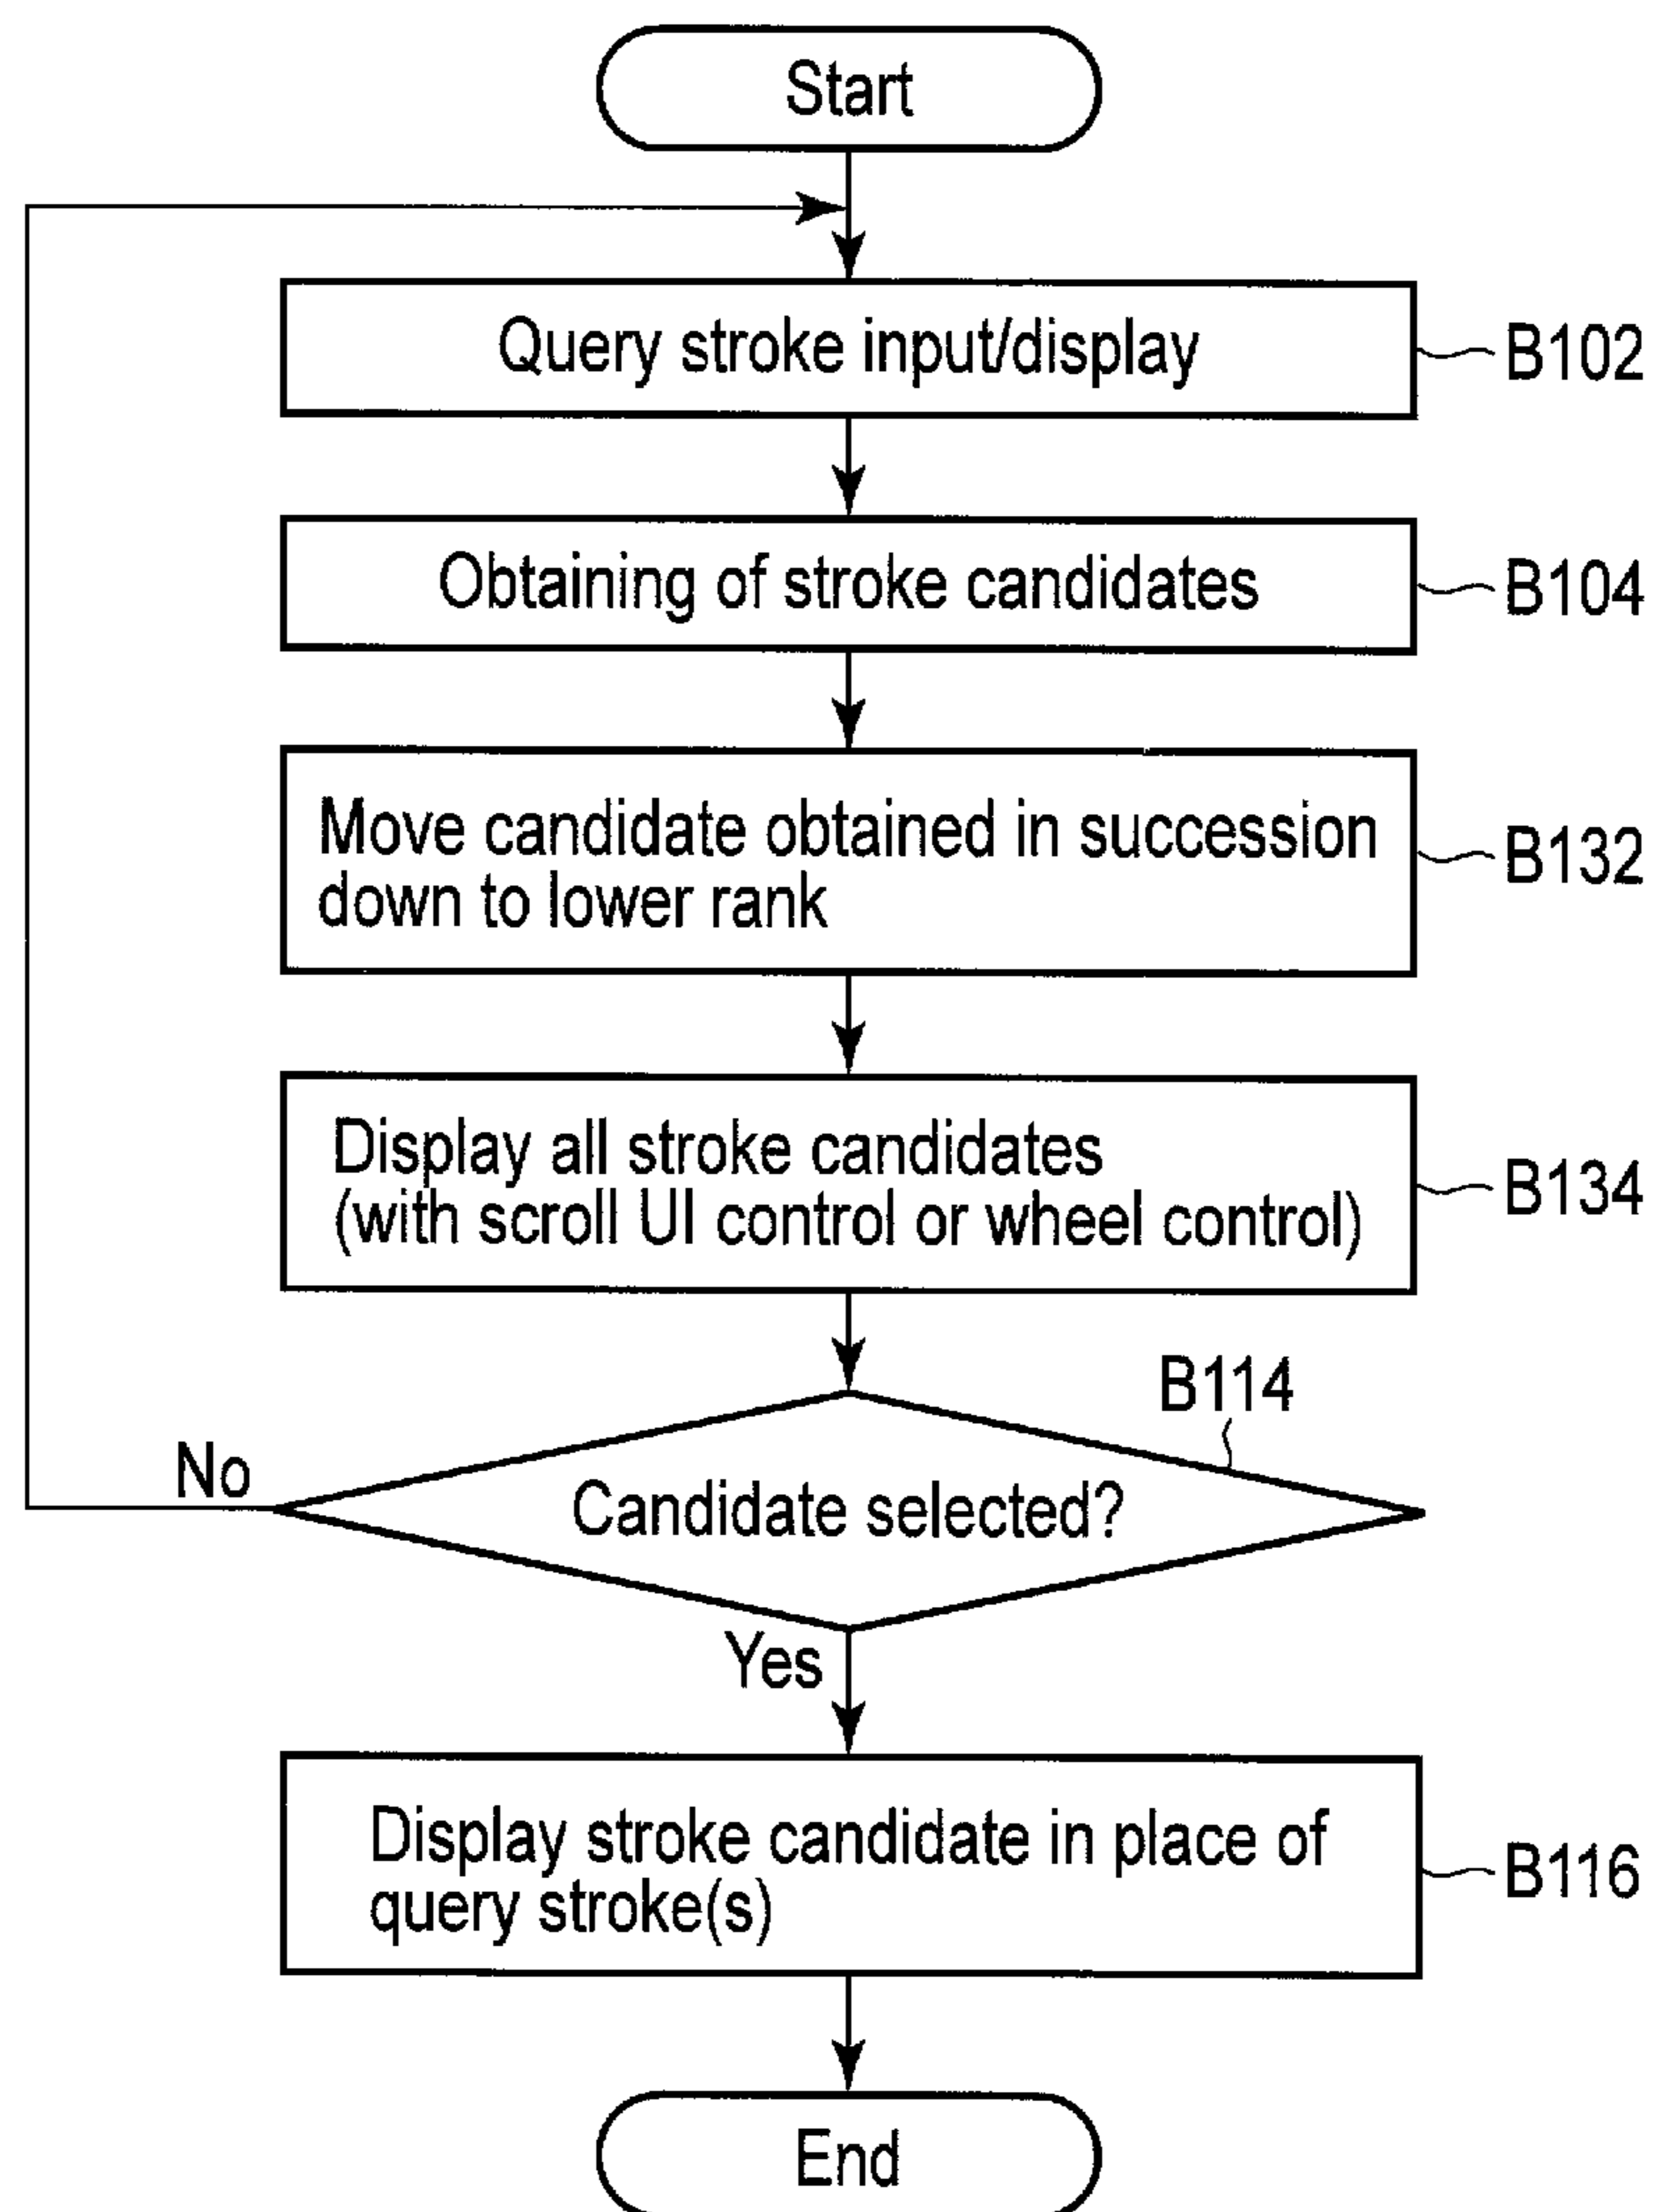 Start
Query stroke input/display
B102
Obtaining of stroke candidates
B104
Move candidate obtained in succession
down to lower rank
B132
Display all stroke candidates
(with scroll UI control or wheel control)
B134
B114
No
Candidate selected?
Yes
Display stroke candidate in place of
query stroke(s)
B116
End